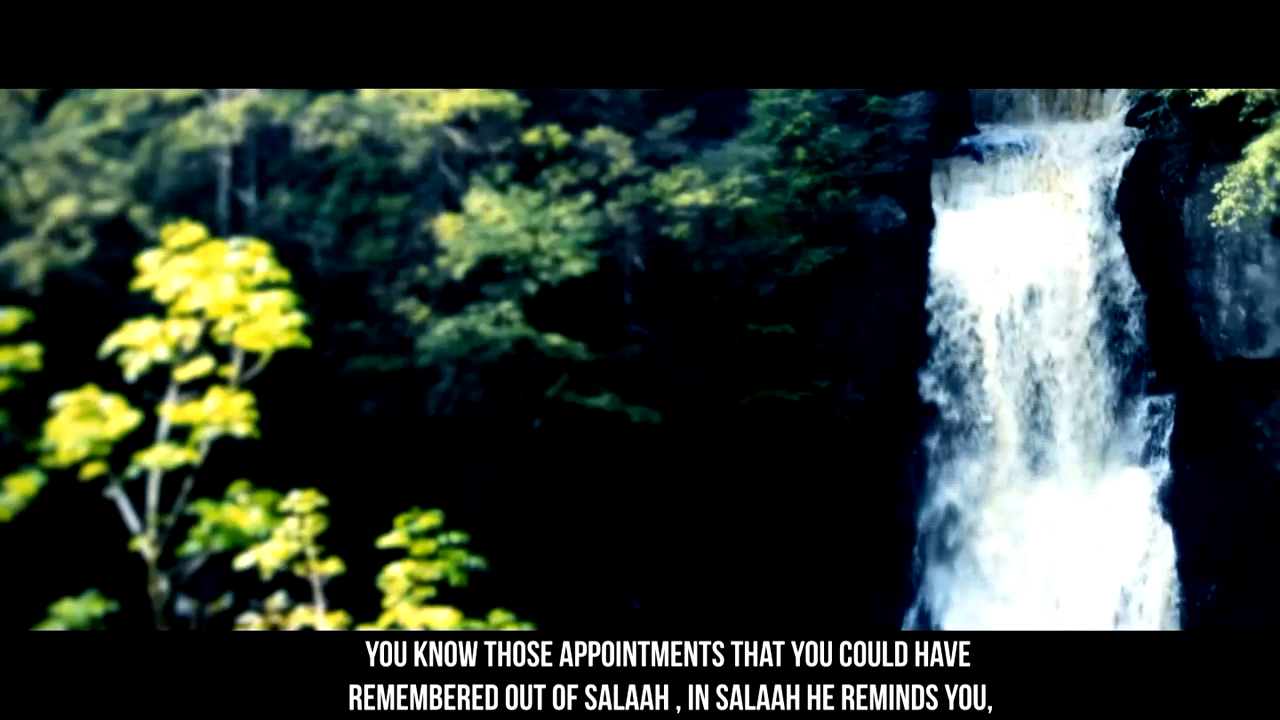 YOU KNOW THOSE APPOINTMENTS THAT YOU COULD HAVE
REMEMBERED OUT OF SALAAH , IN SALAAH HE REMINDS YOU,